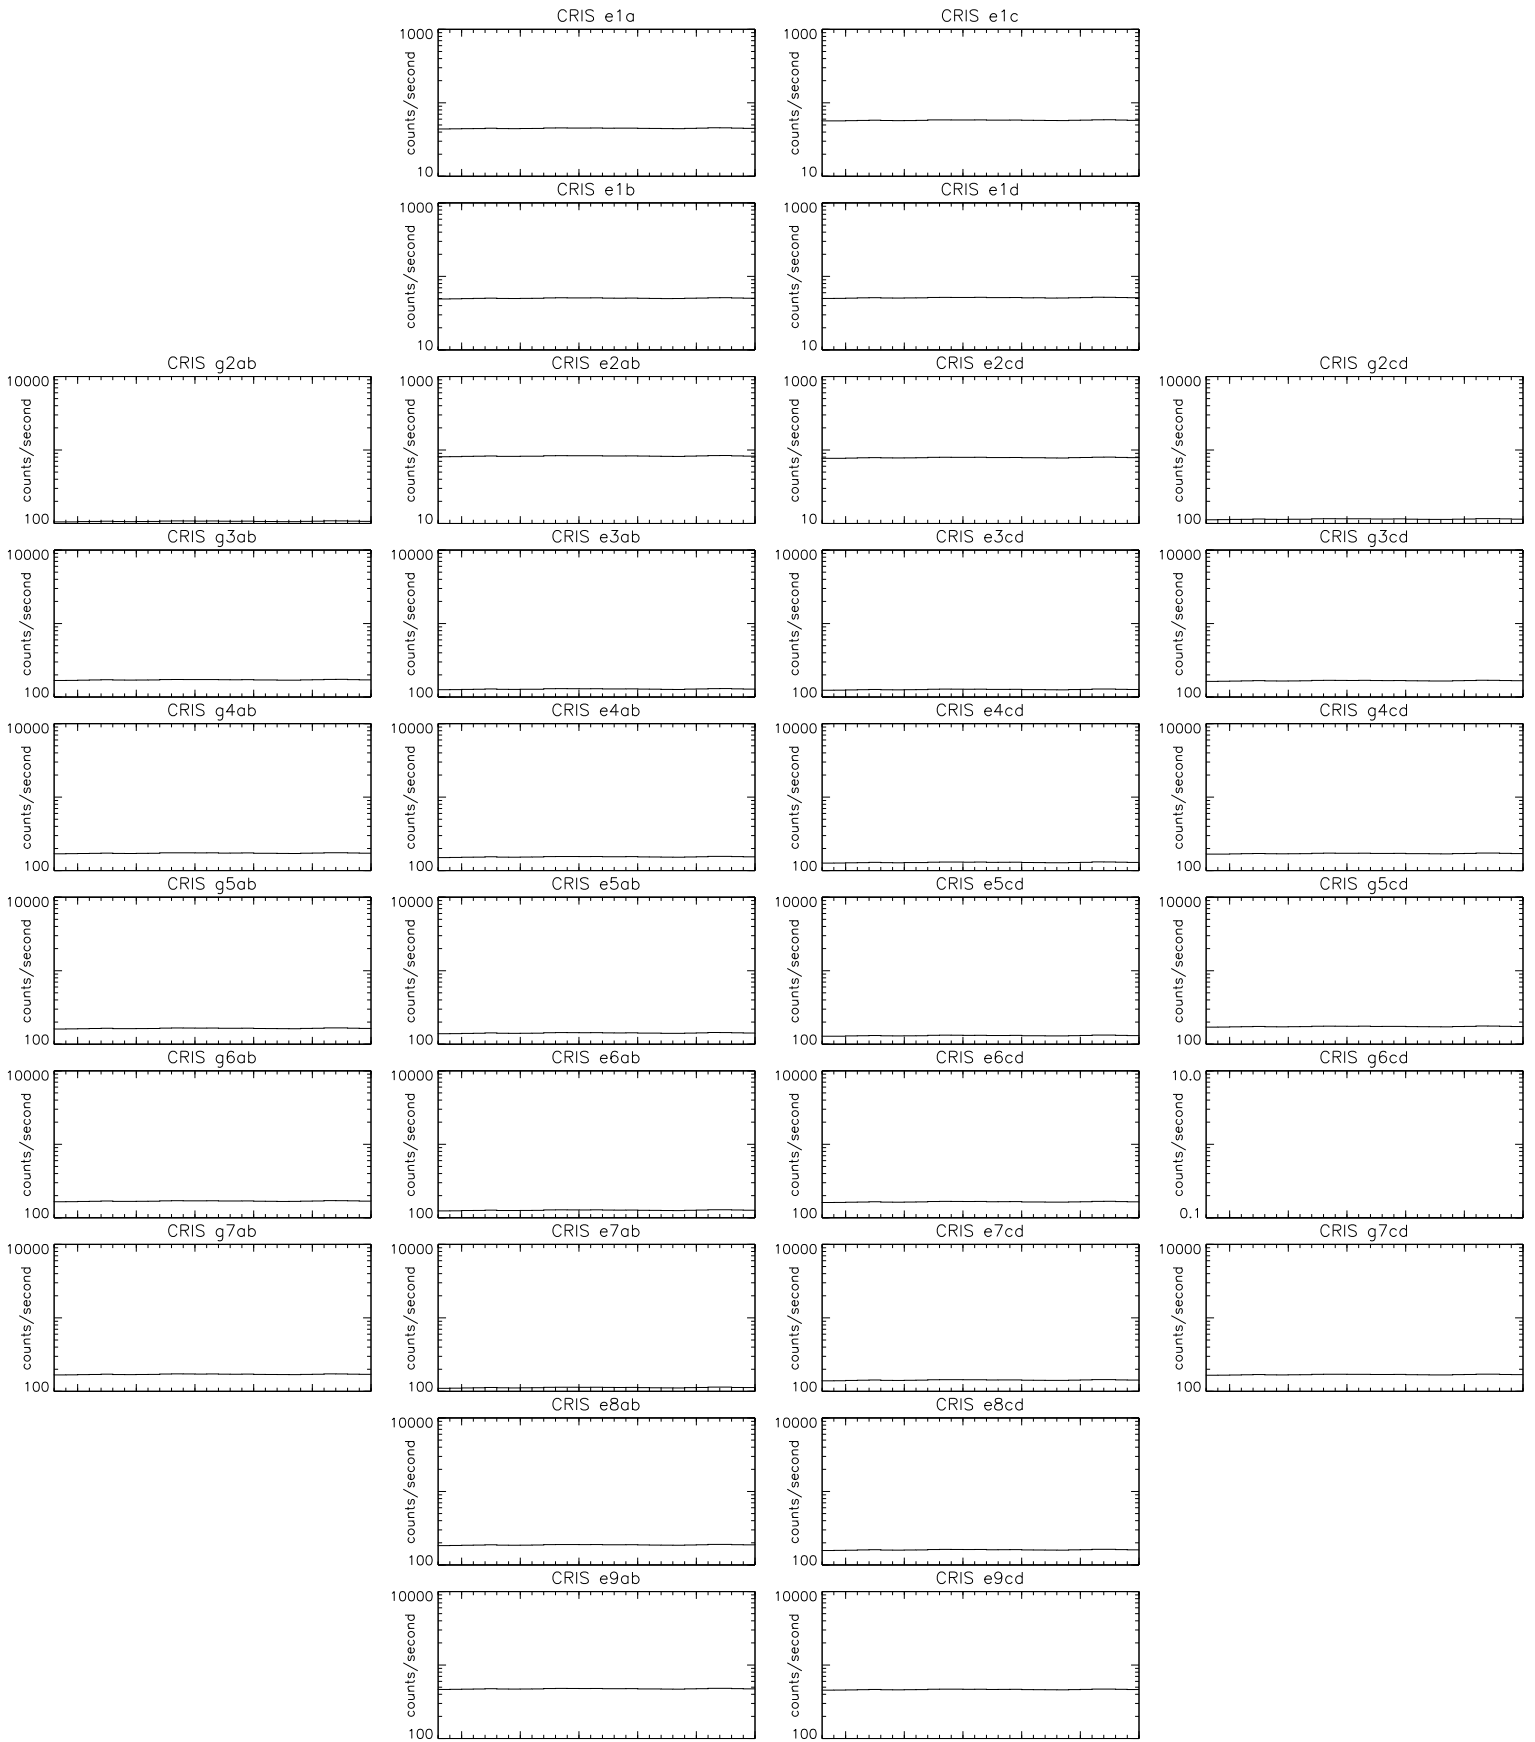 CRIS e1a
CRIS e1c
1000
counts/second
10
1000
counts/second
10
CRIS e1b
CRIS e1d
1000
counts/second
10
1000
counts/second
10
CRIS g2ab
CRIS e2ab
CRIS e2cd
CRIS g2cd
10000
counts/second
100
1000
counts/second
10
1000
counts/second
10
10000
counts/second
100
CRIS g3ab
CRIS e3ab
CRIS e3cd
CRIS g3cd
10000
counts/second
100
10000
counts/second
100
10000
counts/second
100
10000
counts/second
100
CRIS g4ab
CRIS e4ab
CRIS e4cd
CRIS g4cd
10000
counts/second
100
10000
counts/second
100
10000
counts/second
100
10000
counts/second
100
CRIS g5ab
CRIS e5ab
CRIS e5cd
CRIS g5cd
10000
counts/second
100
10000
counts/second
100
10000
counts/second
100
10000
counts/second
100
CRIS g6ab
CRIS e6ab
CRIS e6cd
CRIS g6cd
10000
counts/second
100
10000
counts/second
100
10000
counts/second
100
10.0
counts/second
0.1
CRIS g7ab
CRIS e7ab
CRIS e7cd
CRIS g7cd
10000
counts/second
100
10000
counts/second
100
10000
counts/second
100
10000
counts/second
100
CRIS e8ab
CRIS e8cd
10000
counts/second
100
10000
counts/second
100
CRIS e9ab
CRIS e9cd
10000
counts/second
100
10000
counts/second
100